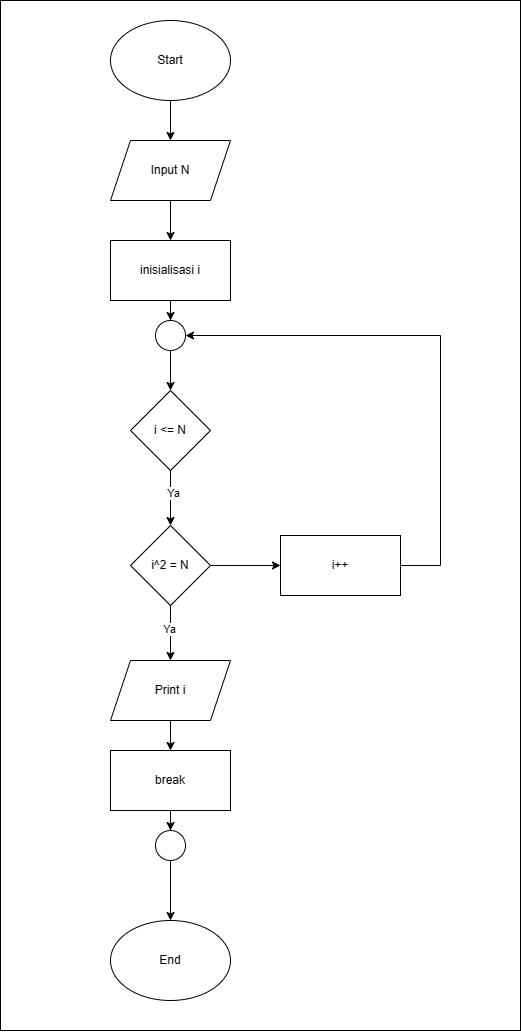 Start
Input N
inisialisasi i
i <= N
Ya
i^2 = N
i++
Ya
Print i
break
End